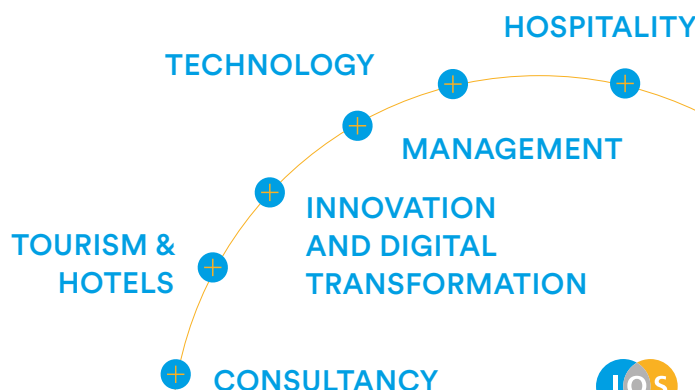 HOSPITALITY
TECHNOLOGY
MANAGEMENT
INNOVATION
AND DIGITAL
TRANSFORMATION
TOURISM &
HOTELS
CONSULTANCY